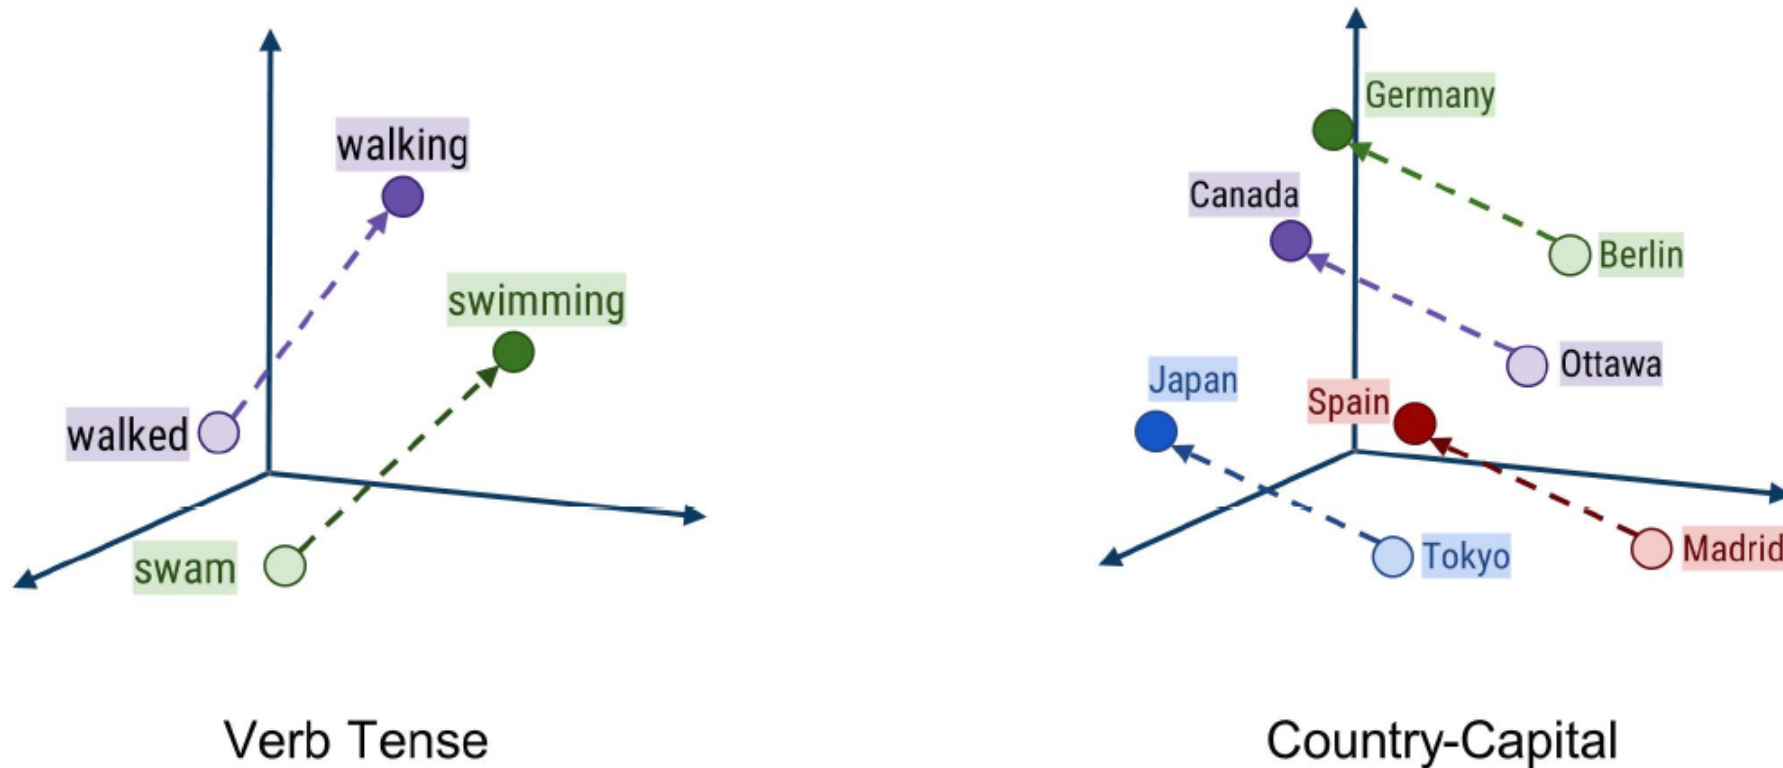 walking
swimming
walked
swam
Verb Tense
Germany
Canada
Berlin
Ottawa
Japan
Spain
Tokyo
Madrid
Country-Capital